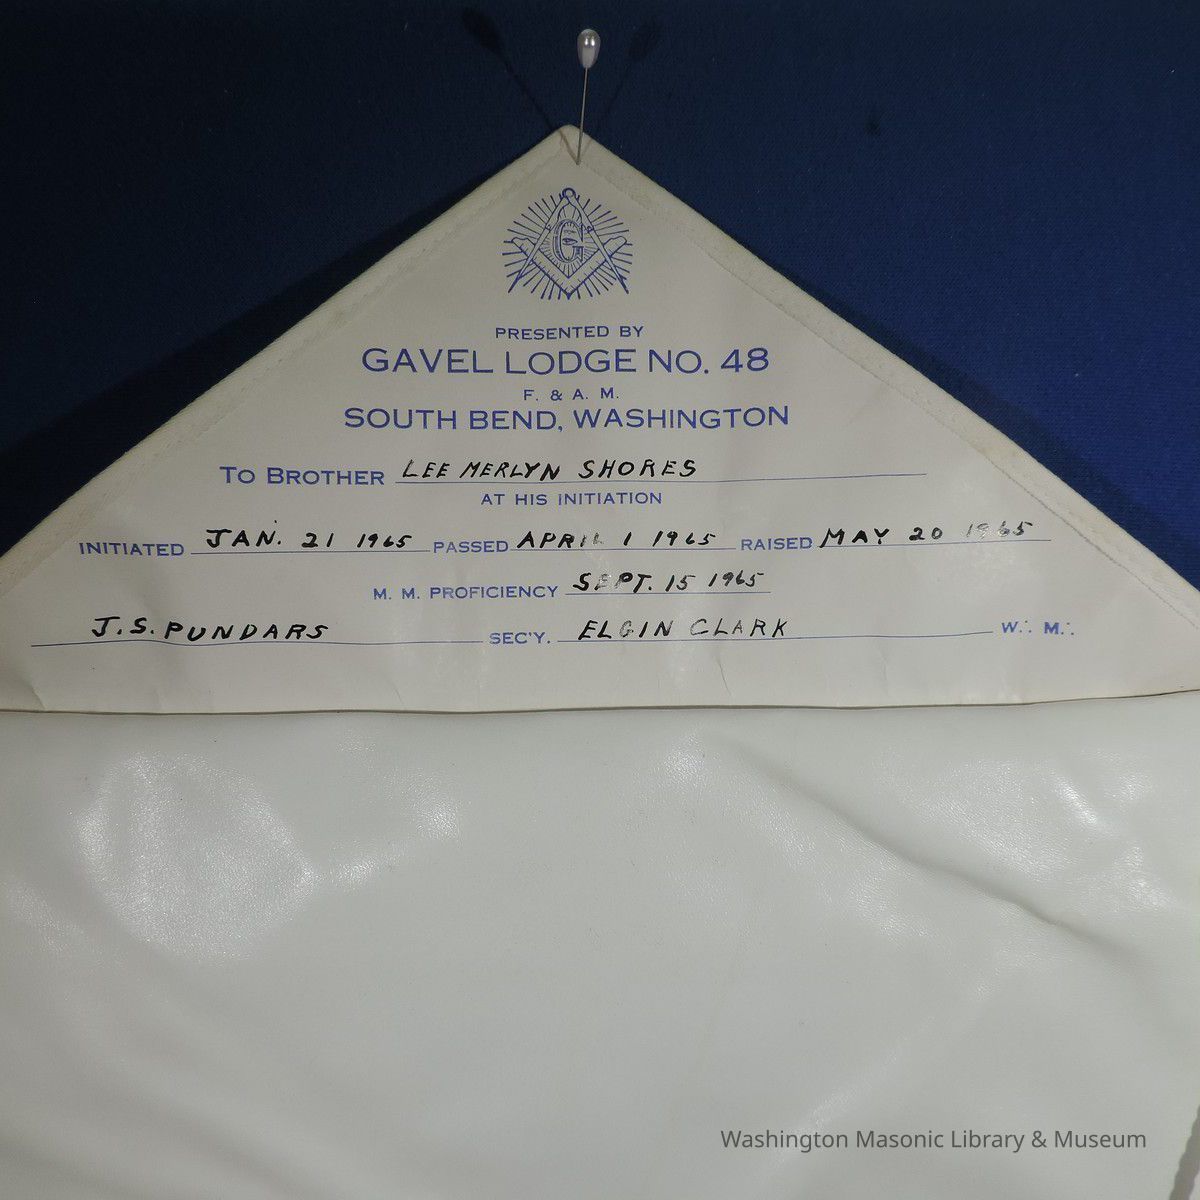 G
PRESENTED BY
GAVEL LODGE NO. 48
F. & A. M.
SOUTH BEND, WASHINGTON
TO BROTHER LEE MERLYN SHORES
AT HIS INITIATION
INITIATED JAN. 21 1965 PASSED APRIL 1 1965 RAISED MAY 20 1965
M. M. PROFICIENCY SEPT. 15 1965
J.S. PUNDARS SEC'Y. ELGIN CLARK W∴ M∴
Washington Masonic Library & Museum